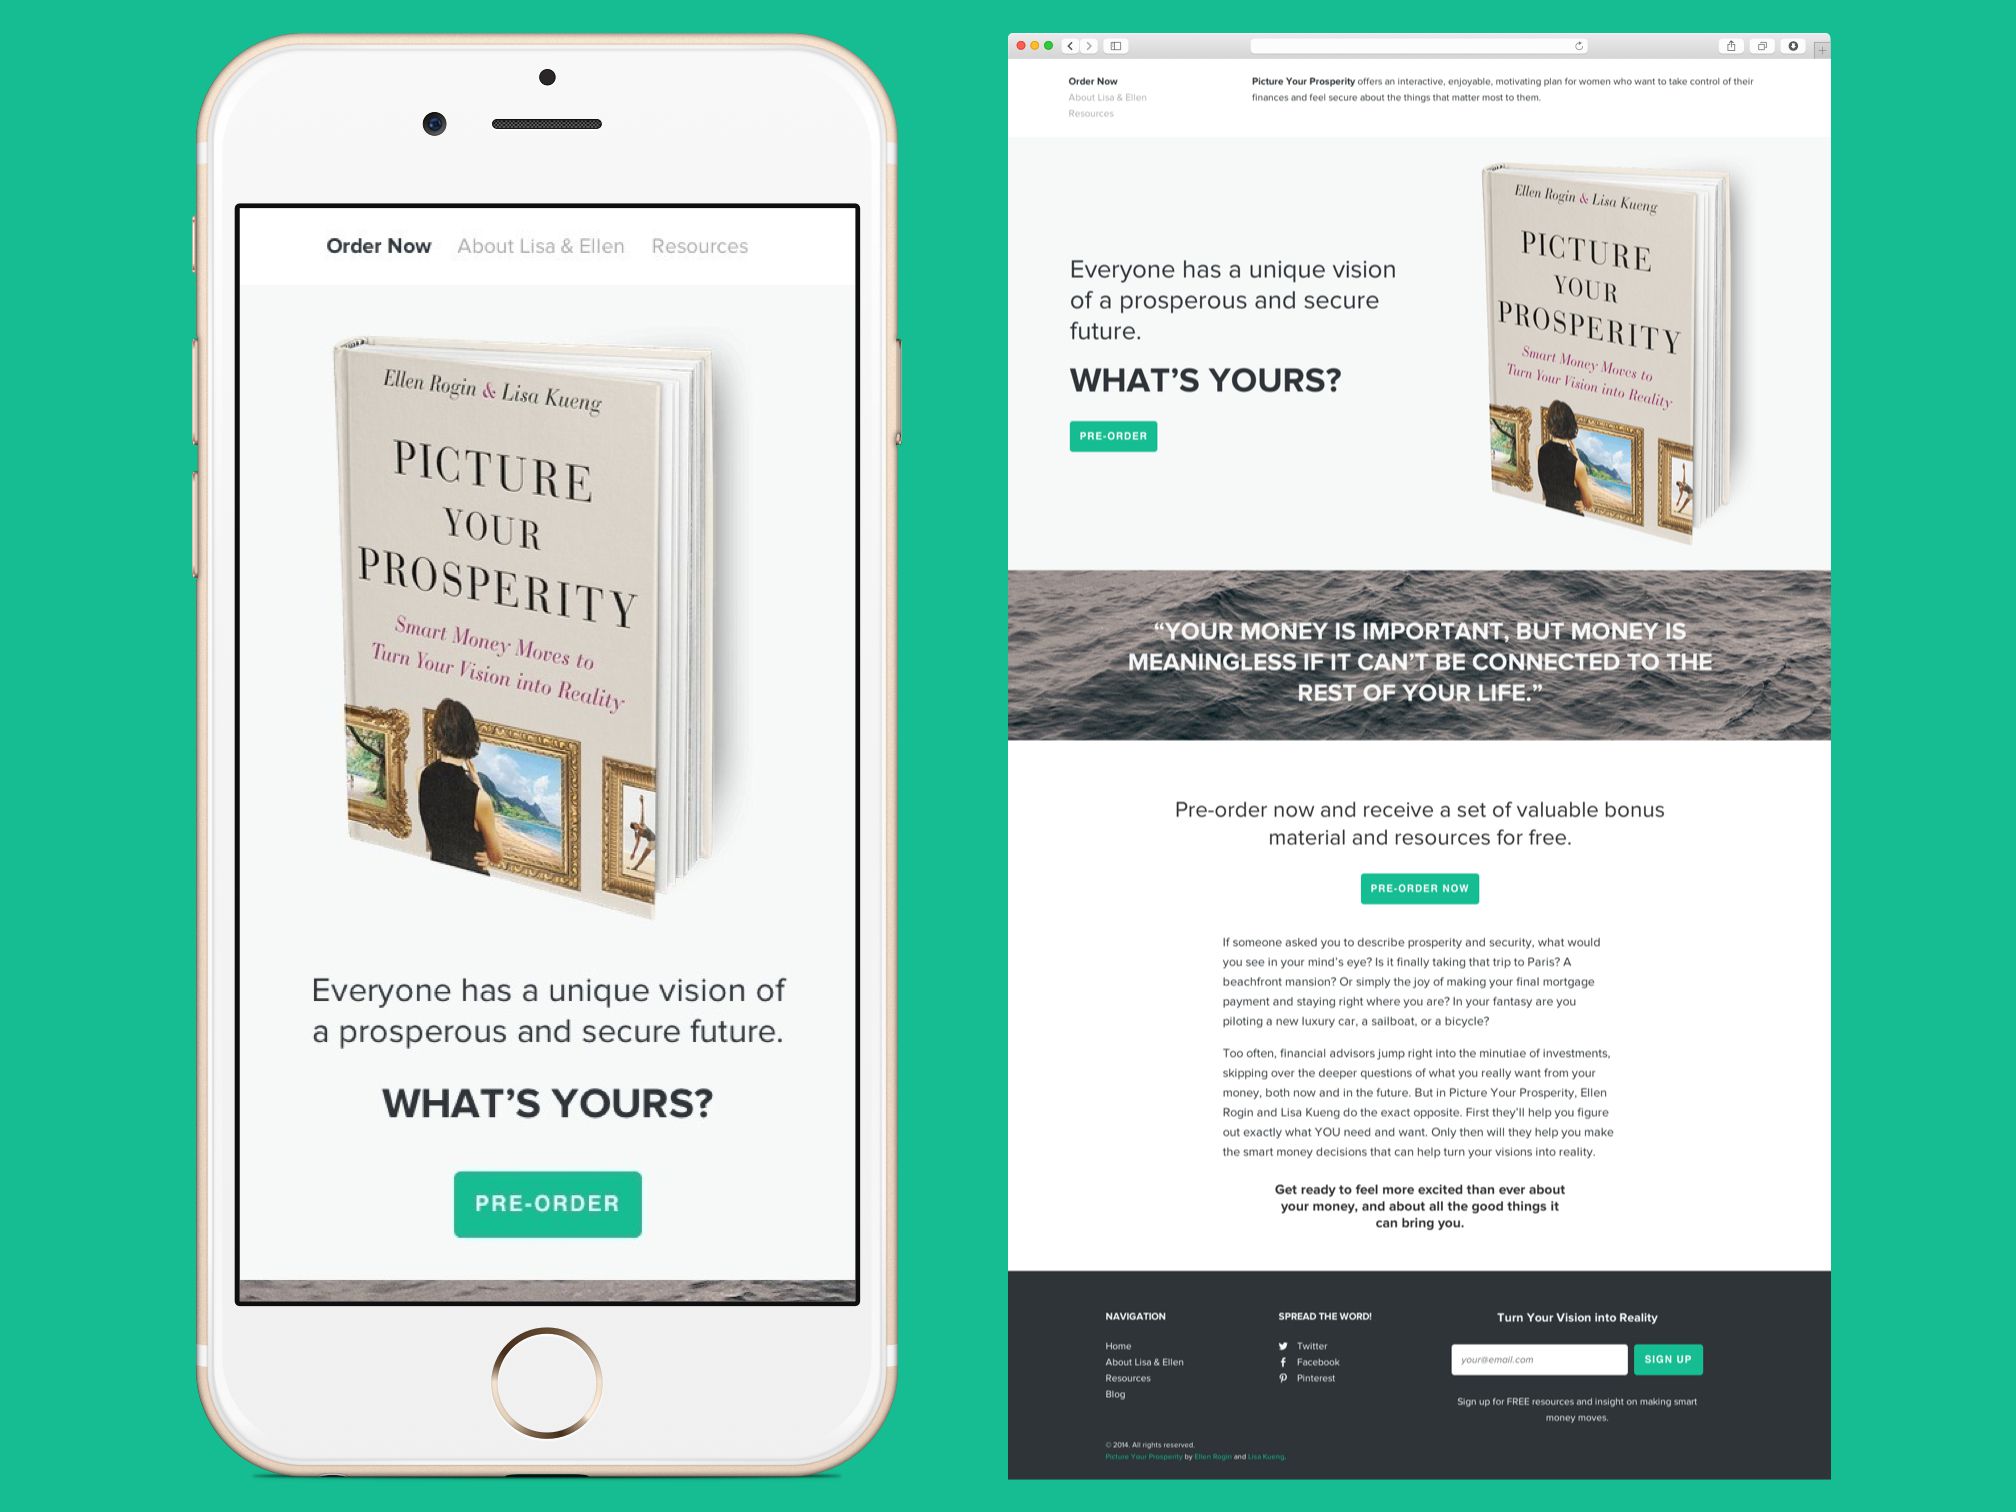 Order Now About Lisa & Ellen Resources
Ellen Rogin & Lisa Kueng
PICTURE
YOUR
PROSPERITY
Smart Money Moves to
Turn Your Vision into Reality
Everyone has a unique vision of
a prosperous and secure future.
WHAT'S YOURS?
PRE-ORDER
Order Now
About Lisa & Ellen
Resources
Picture Your Prosperity offers an interactive, enjoyable, motivating plan for women who want to take control of their
finances and feel secure about the things that matter most to them.
Everyone has a unique vision
of a prosperous and secure
future.
WHAT'S YOURS?
PRE-ORDER
Ellen Rogin & Lisa Kueng
PICTURE
YOUR
PROSPERITY
Smart Money Moves to
Turn Your Vision into Reality
“YOUR MONEY IS IMPORTANT, BUT MONEY IS
MEANINGLESS IF IT CAN'T BE CONNECTED TO THE
REST OF YOUR LIFE.”
Pre-order now and receive a set of valuable bonus
material and resources for free.
PRE-ORDER NOW
If someone asked you to describe prosperity and security, what would
you see in your mind's eye? Is it finally taking that trip to Paris? A
beachfront mansion? Or simply the joy of making your final mortgage
payment and staying right where you are? In your fantasy are you
piloting a new luxury car, a sailboat, or a bicycle?
Too often, financial advisors jump right into the minutiae of investments,
skipping over the deeper questions of what you really want from your
money, both now and in the future. But in Picture Your Prosperity, Ellen
Rogin and Lisa Kueng do the exact opposite. First they'll help you figure
out exactly what YOU need and want. Only then will they help you make
the smart money decisions that can help turn your visions into reality.
Get ready to feel more excited than ever about
your money, and about all the good things it
can bring you.
NAVIGATION
Home
About Lisa & Ellen
Resources
Blog
SPREAD THE WORD!
Twitter
Facebook
Pinterest
Turn Your Vision into Reality
your@email.com
SIGN UP
Sign up for FREE resources and insight on making smart
money moves.
© 2014. All rights reserved.
Picture Your Prosperity by Ellen Rogin and Lisa Kueng.